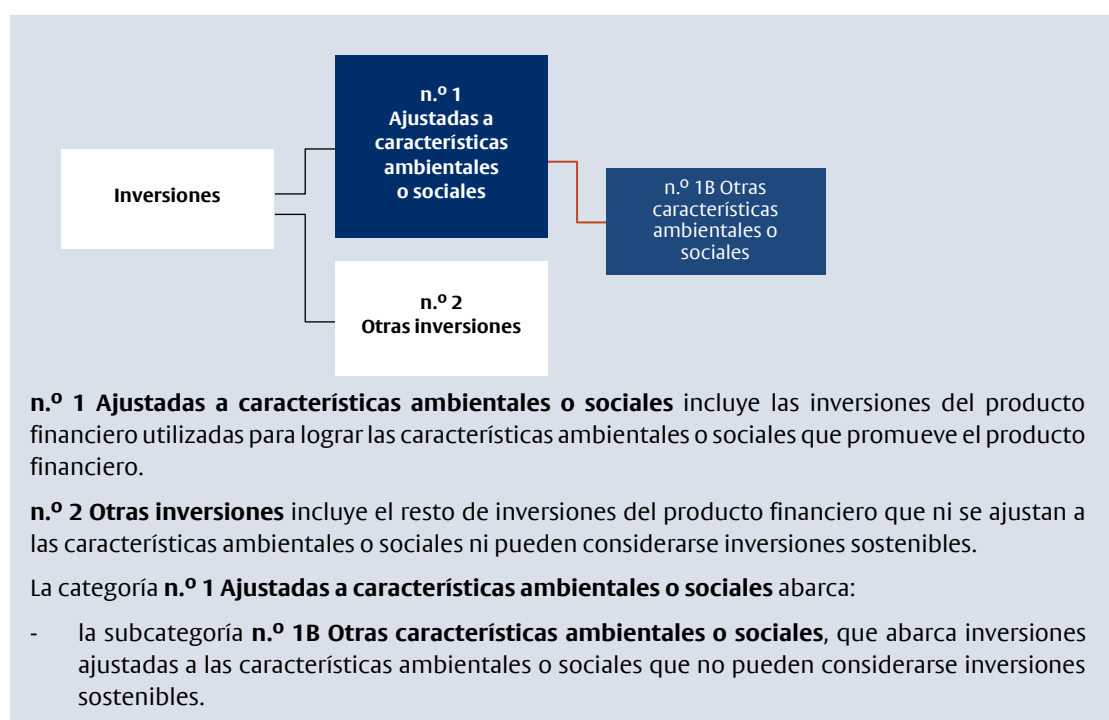 n.º 1
Ajustadas a
características
ambientales
o sociales
Inversiones
n.º 1B Otras
características
ambientales o
sociales
n.º 2
Otras inversiones
n.º 1 Ajustadas a características ambientales o sociales incluye las inversiones del producto
financiero utilizadas para lograr las características ambientales o sociales que promueve el producto
financiero.
n.º 2 Otras inversiones incluye el resto de inversiones del producto financiero que ni se ajustan a
las características ambientales o sociales ni pueden considerarse inversiones sostenibles.
La categoría n.º 1 Ajustadas a características ambientales o sociales abarca:
- la subcategoría n.º 1B Otras características ambientales o sociales, que abarca inversiones
ajustadas a las características ambientales o sociales que no pueden considerarse inversiones
sostenibles.